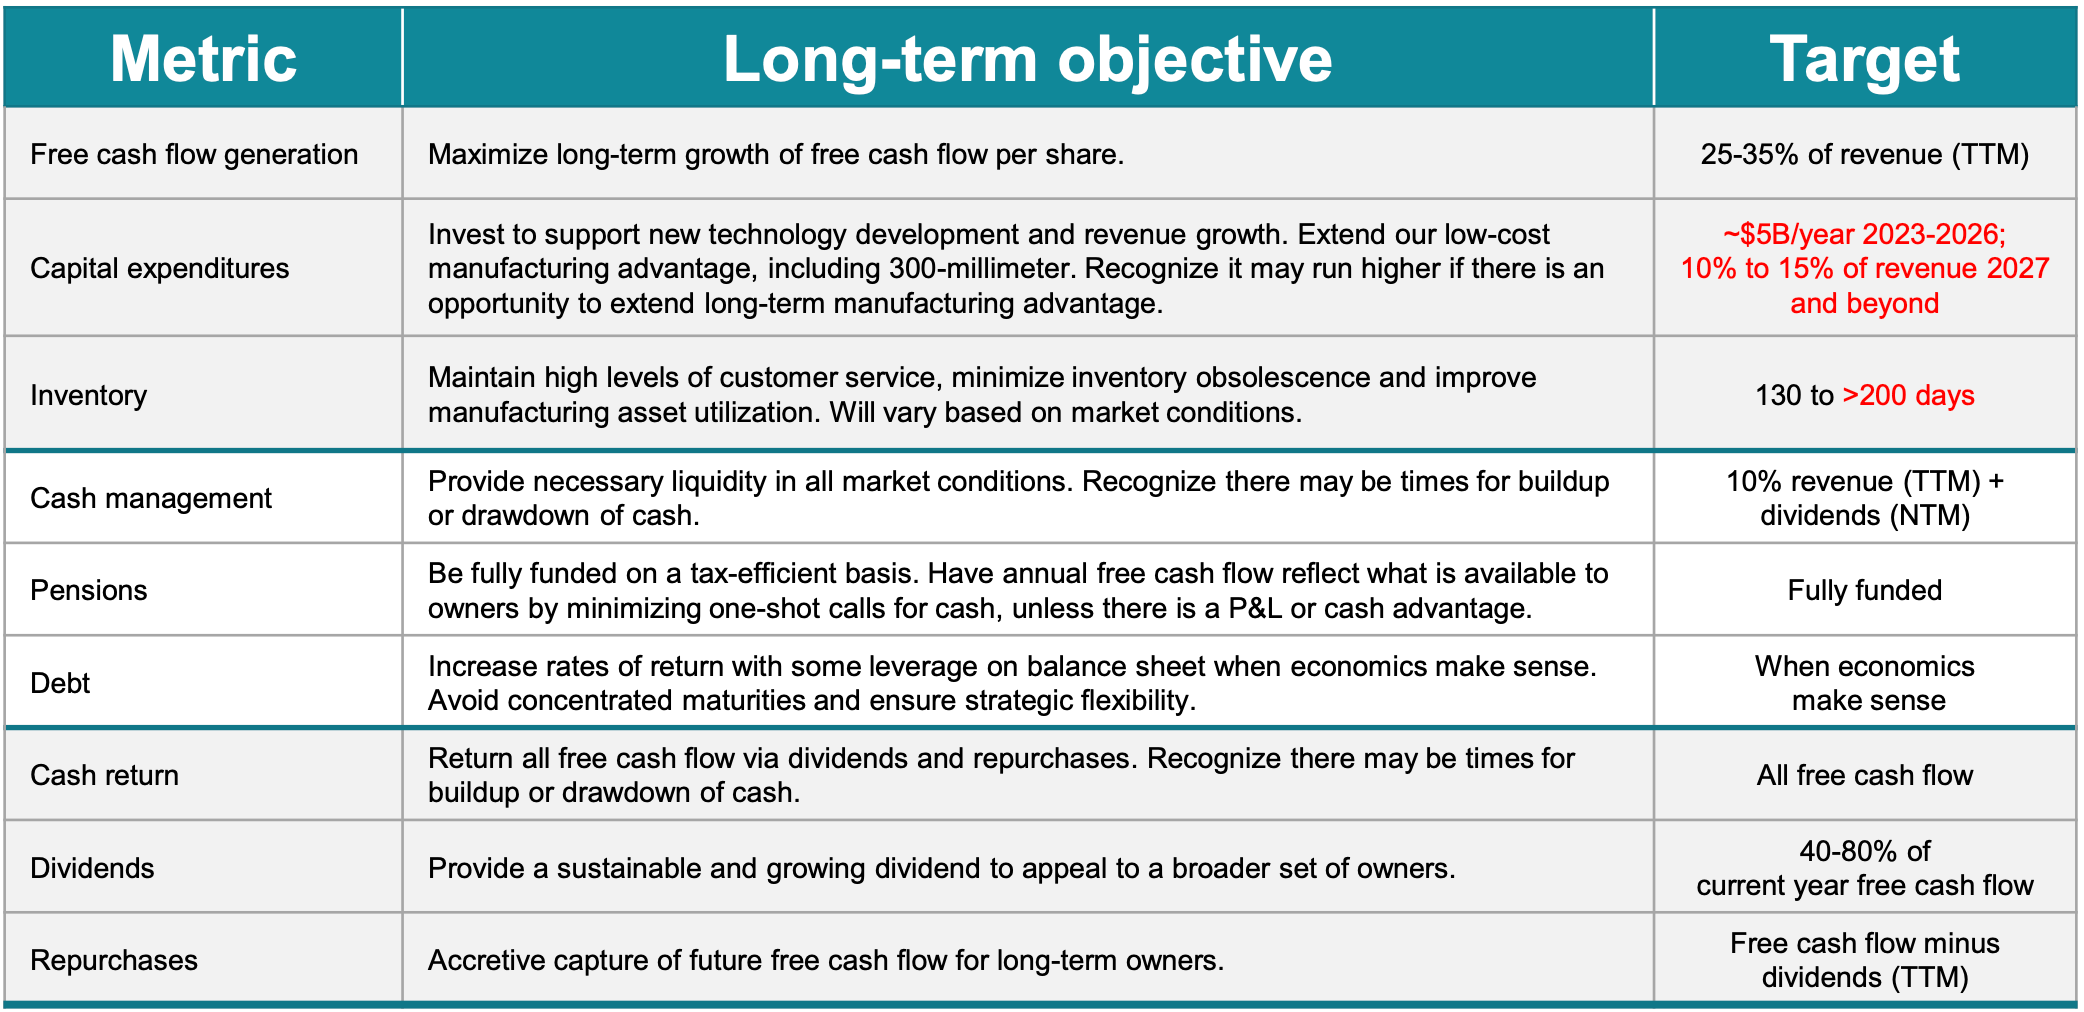 Metric
Long-term objective
Target
Free cash flow generation
Maximize long-term growth of free cash flow per share.
25-35% of revenue (TTM)
Capital expenditures
Invest to support new technology development and revenue growth. Extend our low-cost
manufacturing advantage, including 300-millimeter. Recognize it may run higher if there is an
opportunity to extend long-term manufacturing advantage.
~$5B/year 2023-2026;
10% to 15% of revenue 2027
and beyond
Inventory
Maintain high levels of customer service, minimize inventory obsolescence and improve
manufacturing asset utilization. Will vary based on market conditions.
130 to >200 days
Cash management
Provide necessary liquidity in all market conditions. Recognize there may be times for buildup
or drawdown of cash.
10% revenue (TTM) +
dividends (NTM)
Pensions
Be fully funded on a tax-efficient basis. Have annual free cash flow reflect what is available to
owners by minimizing one-shot calls for cash, unless there is a P&L or cash advantage.
Fully funded
Debt
Increase rates of return with some leverage on balance sheet when economics make sense.
Avoid concentrated maturities and ensure strategic flexibility.
When economics
make sense
Cash return
Return all free cash flow via dividends and repurchases. Recognize there may be times for
buildup or drawdown of cash.
All free cash flow
Dividends
Provide a sustainable and growing dividend to appeal to a broader set of owners.
40-80% of
current year free cash flow
Repurchases
Accretive capture of future free cash flow for long-term owners.
Free cash flow minus
dividends (TTM)